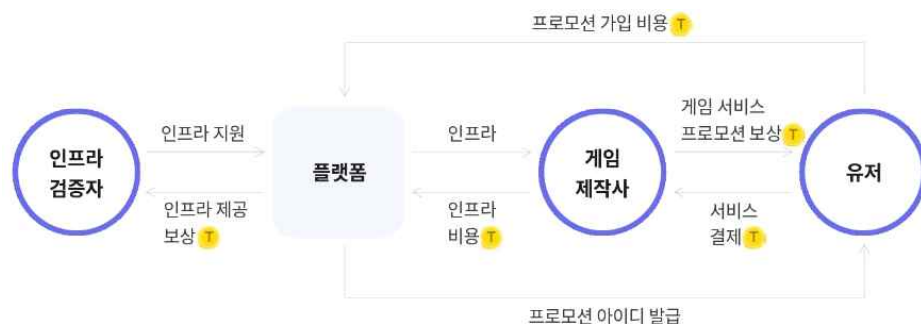 프로모션 가입 비용 T
인프라 지원
인프라
게임 서비스
프로모션 보상 T
인프라
검증자
플랫폼
게임
제작사
유저
인프라 제공
보상 T
인프라
비용 T
서비스
결제 T
프로모션 아이디 발급